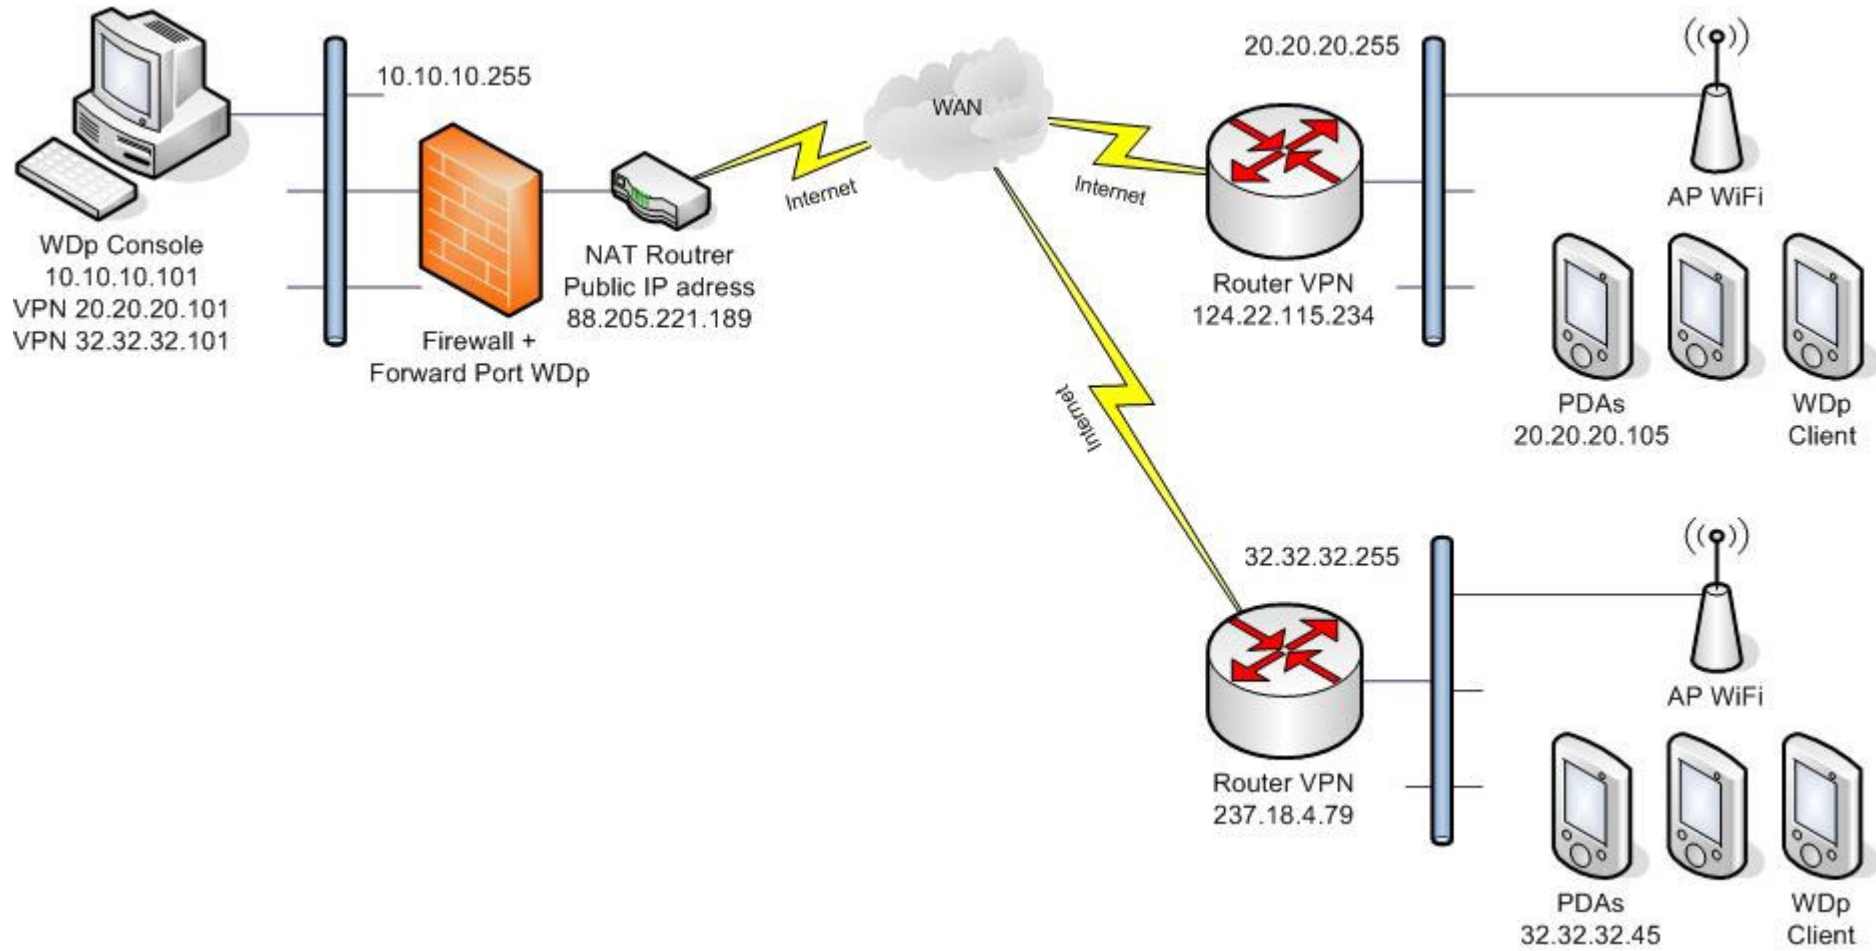 WDp Console
10.10.10.101
VPN 20.20.20.101
VPN 32.32.32.101
10.10.10.255
Firewall +
Forward Port WDp
NAT Routrer
Public IP adress
88.205.221.189
Internet
WAN
Internet
Internet
20.20.20.255
Router VPN
124.22.115.234
AP WiFi
PDAs
20.20.20.105
WDp
Client
32.32.32.255
Router VPN
237.18.4.79
AP WiFi
PDAs
32.32.32.45
WDp
Client